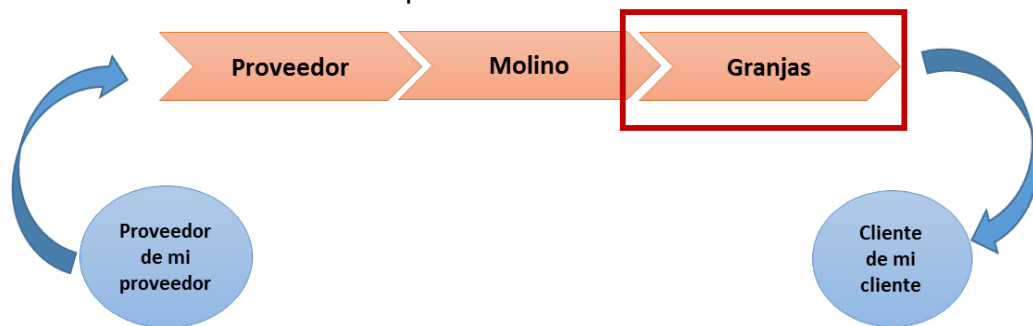 Proveedor
Molino
Granjas
Proveedor
de mi
proveedor
Cliente
de mi
cliente